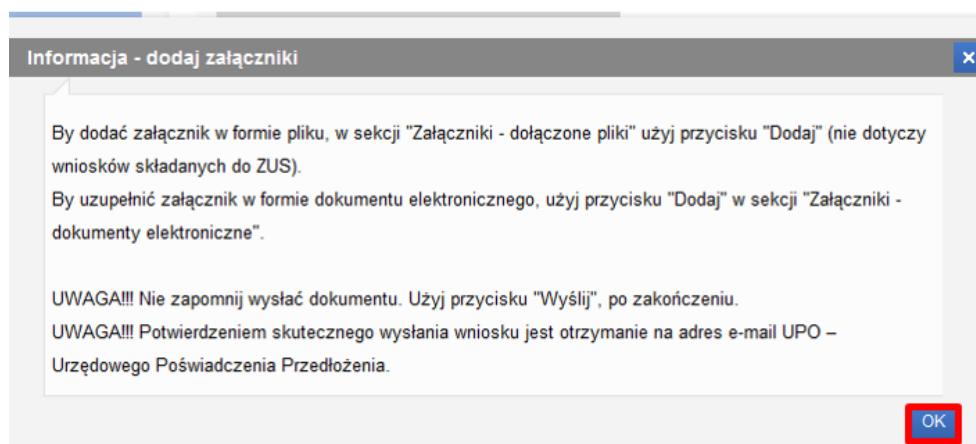 Informacja - dodaj załączniki
By dodać załącznik w formie pliku, w sekcji "Załączniki - dołączone pliki" użyj przycisku "Dodaj" (nie dotyczy
wniosków składanych do ZUS).
By uzupełnić załącznik w formie dokumentu elektronicznego, użyj przycisku "Dodaj" w sekcji "Załączniki -
dokumenty elektroniczne".
UWAGA!!! Nie zapomnij wysłać dokumentu. Użyj przycisku "Wyślij", po zakończeniu.
UWAGA!!! Potwierdzeniem skutecznego wysłania wniosku jest otrzymanie na adres e-mail UPO –
Urzędowego Poświadczenia Przedłożenia.
OK